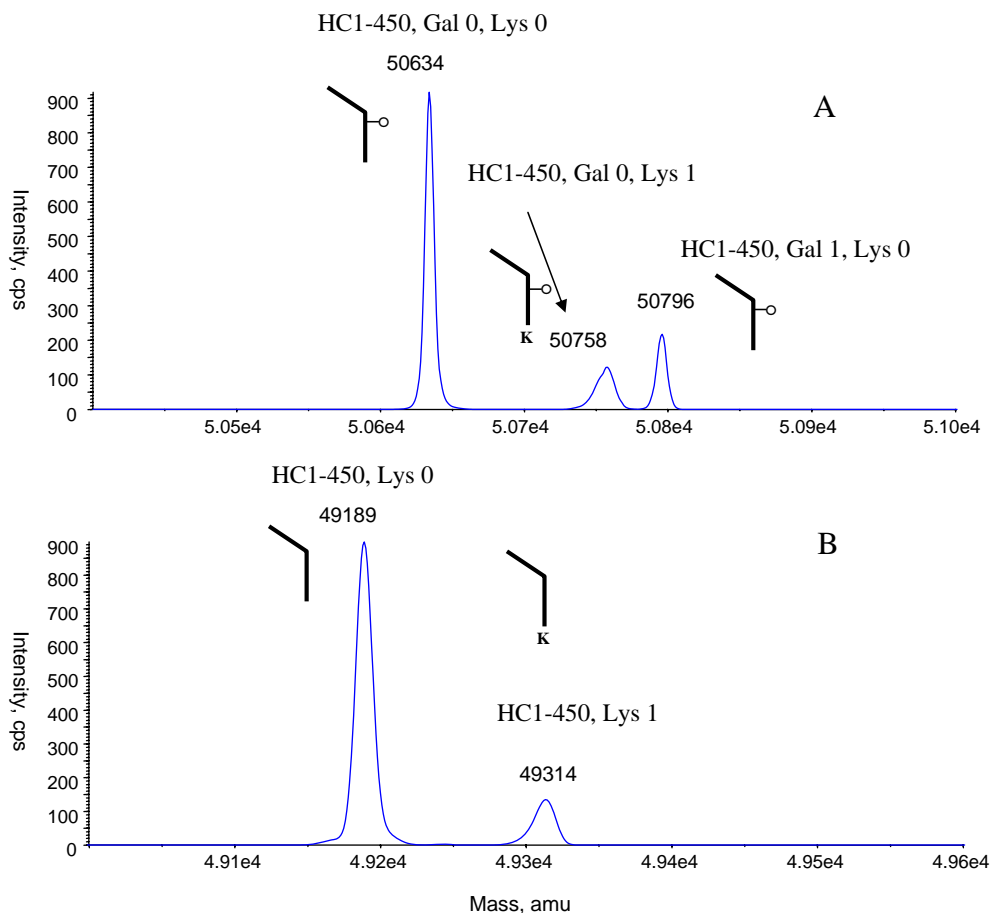 HC1-450, Gal 0, Lys 0
50634
A
HC1-450, Gal 0, Lys 1
HC1-450, Gal 1, Lys 0
50796
50758
K
Intensity, cps
900
800
700
600
500
400
300
200
100
0
5.05e4 5.06e4 5.07e4 5.08e4 5.09e4 5.10e4
HC1-450, Lys 0
49189
B
K
HC1-450, Lys 1
49314
Intensity, cps
900
800
700
600
500
400
300
200
100
0
4.91e4 4.92e4 4.93e4 4.94e4 4.95e4 4.96e4
Mass, amu